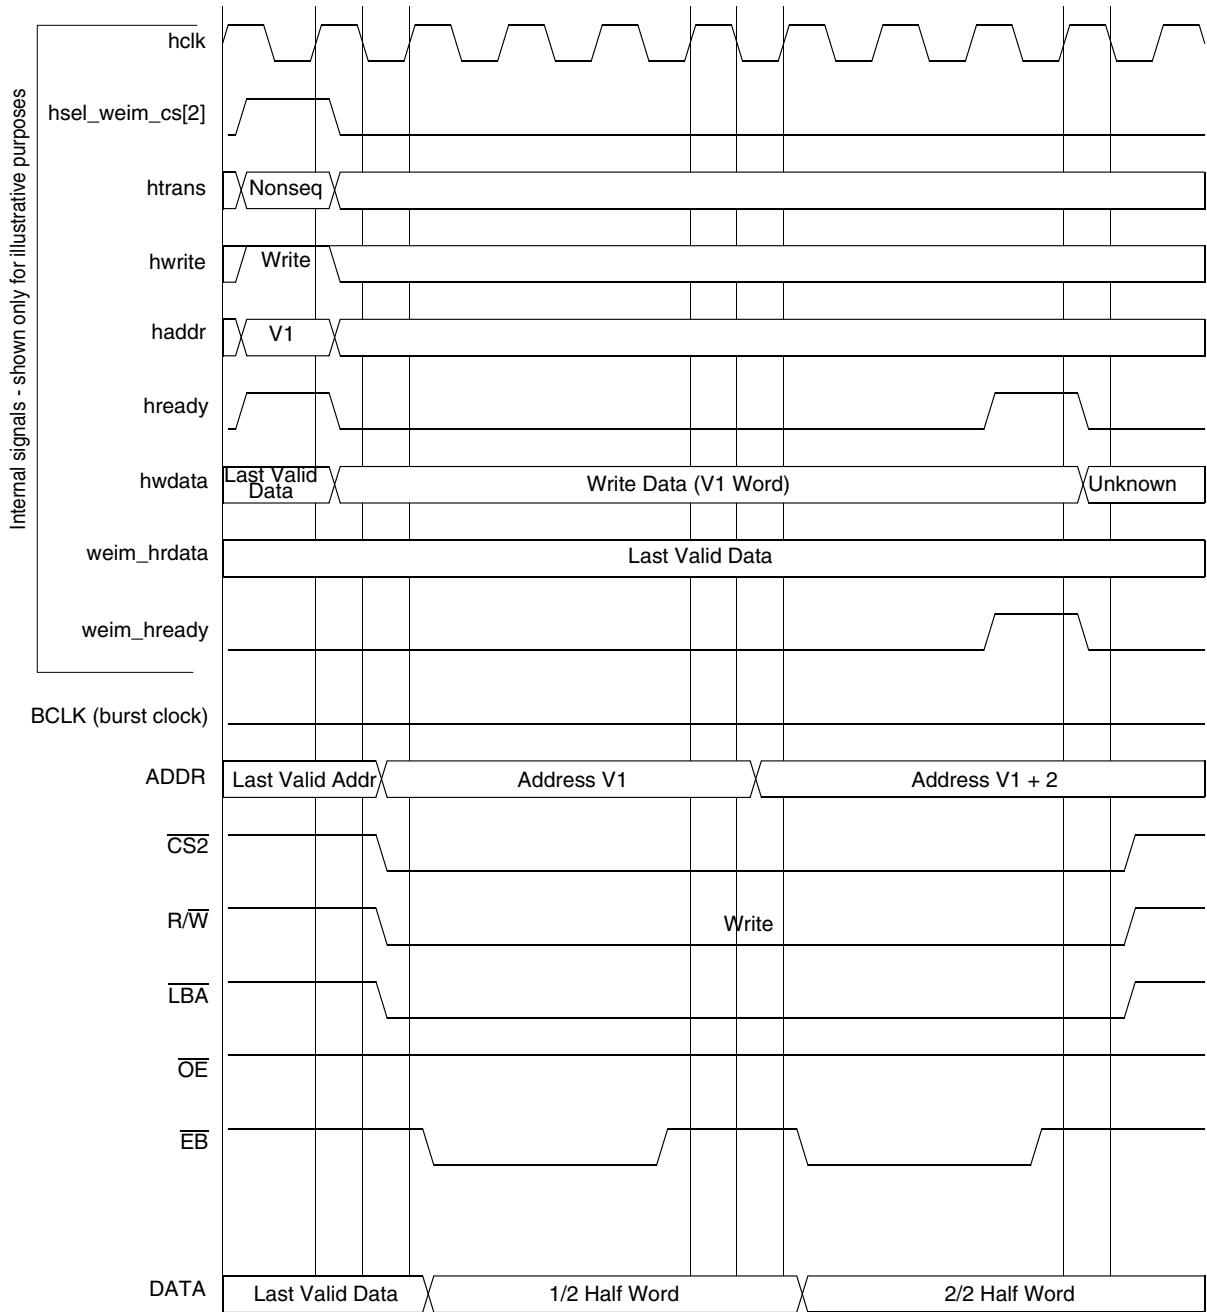 Internal signals - shown only for illustrative purposes
hclk
hsel_weim_cs[2]
htrans Nonseq
hwrite Write
haddr V1
hready
hwdata Last Valid Data Write Data (V1 Word) Unknown
weim_hrdata Last Valid Data
weim_hready
BCLK (burst clock)
ADDR Last Valid Addr Address V1 Address V1 + 2
CS2
R/W Write
LBA
OE
EB
DATA Last Valid Data 1/2 Half Word 2/2 Half Word